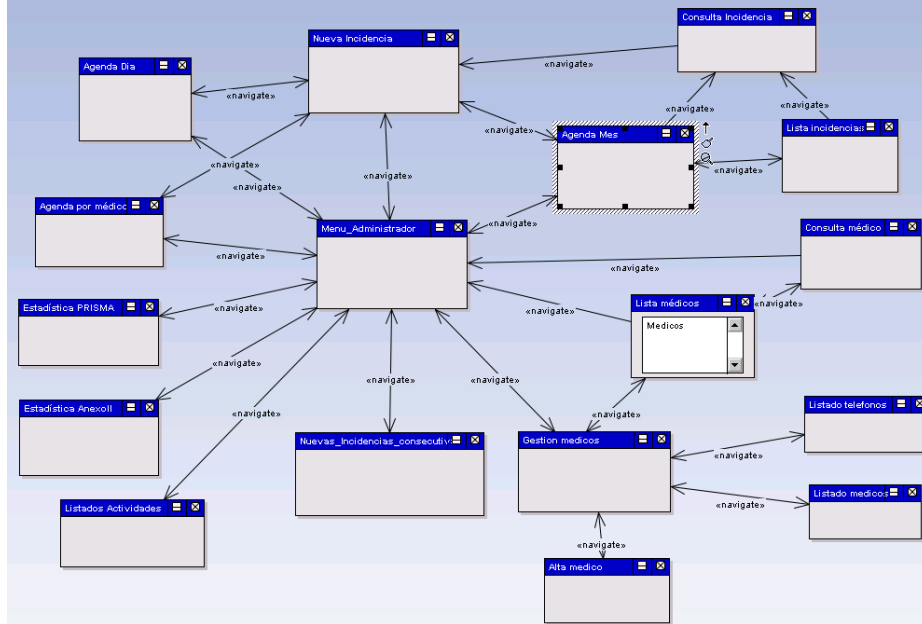 Consulta Incidencia
Nueva Incidencia
Agenda Dia
«navigate»
«navigate»
«navigate»
«navigate»
Lista incidencias
Agenda Mes
«navigate»
«navigate»
«navigate»
«navigate»
«navigate»
Agenda por médico
Menu_Administrador
«navigate»
Consulta médico
«navigate»
«navigate»
Estadística PRISMA
Lista médicos
«navigate»
«navigate»
«navigate»
Medicos
«navigate»
«navigate»
«navigate»
«navigate»
Estadística AnexoII
Listado telefonos
«navigate»
«navigate»
Nuevas_Incidencias_consecutiv
Gestion medicos
«navigate»
Listados Actividades
Listado medicos
«navigate»
«navigate»
Alta medico